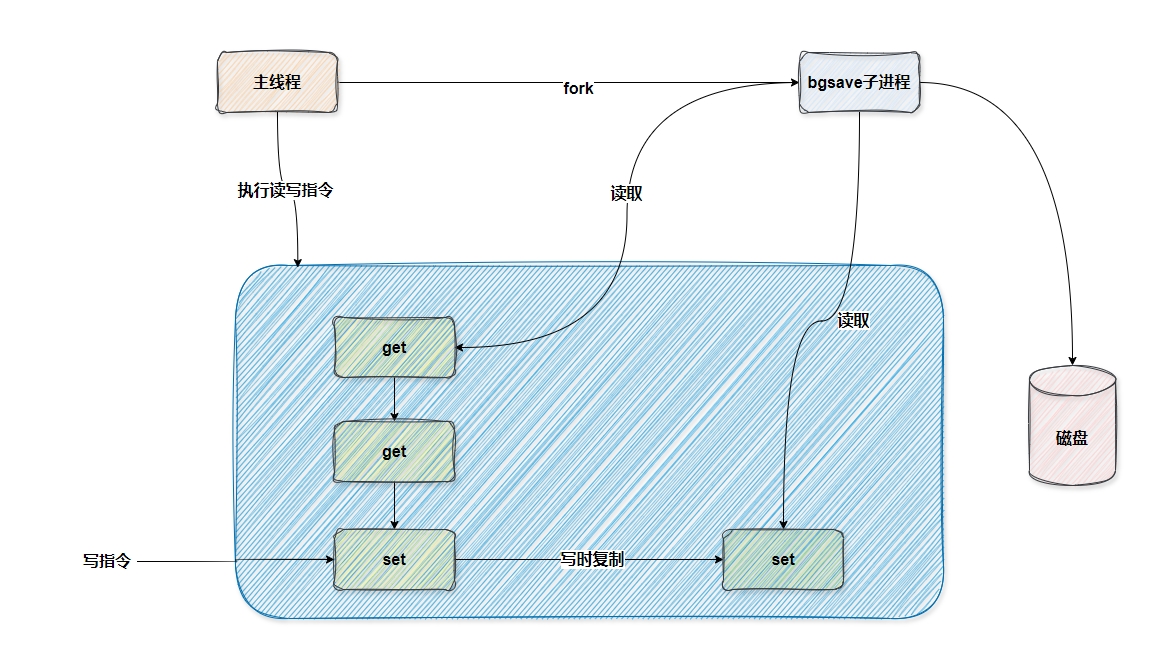 主线程
fork
bgsave子进程
执行读写指令
读取
读取
get
get
磁盘
写指令
set
写时复制
set